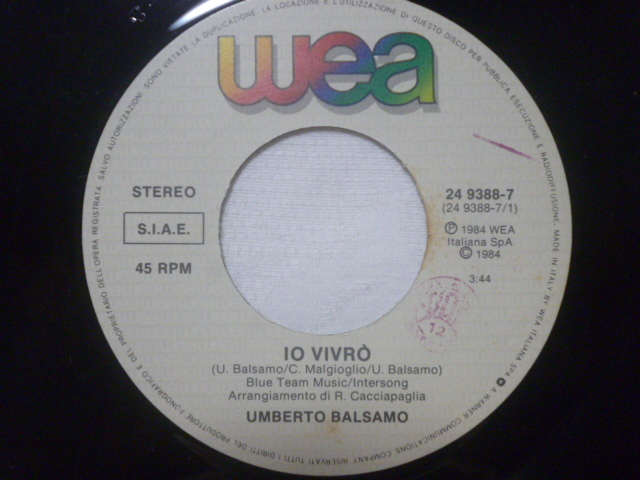 wea
STEREO
S.I.A.E.
45 RPM
24 9388-7
(24 9388-7/1)
Ⓟ 1984 WEA
Italiana SpA
© 1984
3:44
12
IO VIVRÒ
(U. Balsamo/C. Malgioglio/U. Balsamo)
Blue Team Music/Intersong
Arrangiamento di R. Cacciapaglia
UMBERTO BALSAMO
TUTTI I DIRITTI DEL PRODUTTORE FONOGRAFICO E DEL PROPRIETARIO DELL'OPERA REGISTRATA SALVO AUTORIZZAZIONI, SONO VIETATE LA DUPLICAZIONE, LA LOCAZIONE E L'UTILIZZAZIONE DI QUESTO DISCO PER PUBBLICA ESECUZIONE E RADIODIFFUSIONE. MADE IN ITALY BY WEA ITALIANA SPA A WARNER COMMUNICATIONS COMPANY RISERVATI